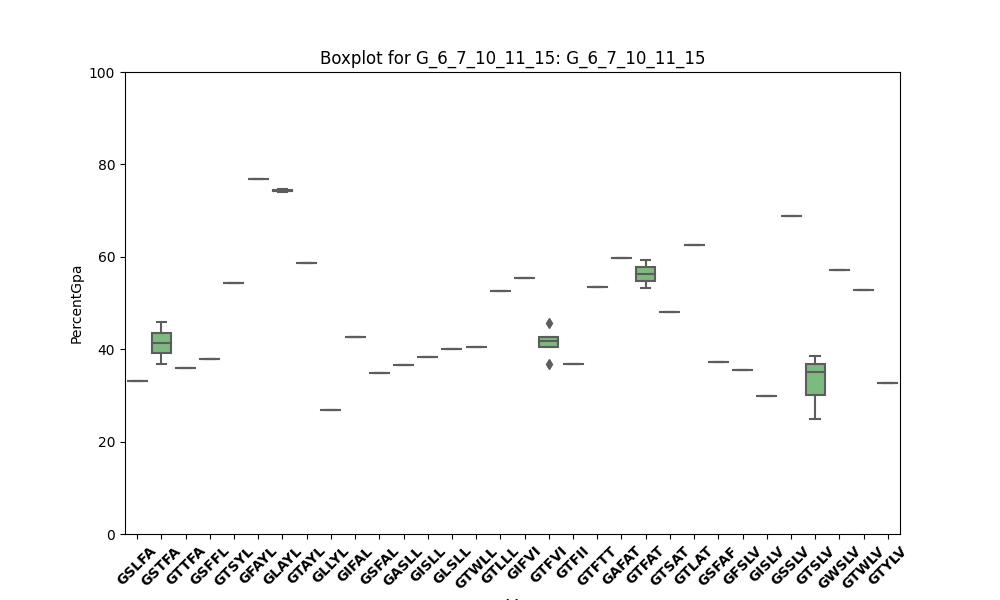 Boxplot for G_6_7_10_11_15: G_6_7_10_11_15
100
80
60
40
20
0
PercentGpa
GSLFA GSTFA GTTFA GSFFL GTSYL GFAYL GLAYL GTAYL GLLYL GIFAL GSFAL GASLL GISLL GLSLL GTWLL GTLLL GIFVI GTFVI GTFII GTFTT GAFAT GTFAT GTSAT GTLAT GSFAF GFSLV GISLV GSSLV GTSLV GWSLV GTWLV GTYLV